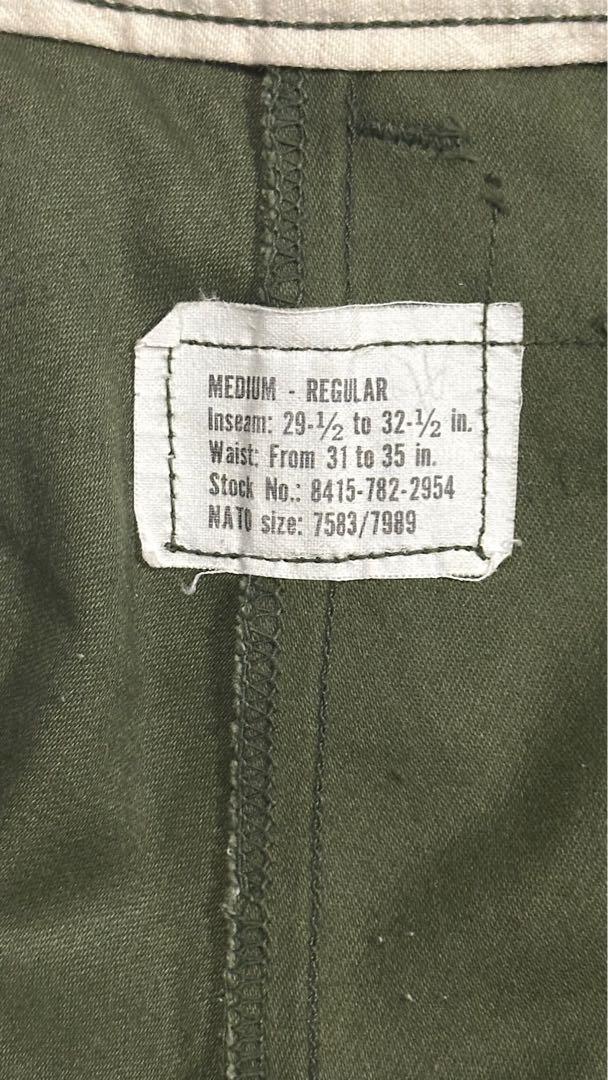 MEDIUM - REGULAR
Inseam: 29-½ to 32-½ in.
Waist: From 31 to 35 in.
Stock No.: 8415-782-2954
NATO size: 7583/7989